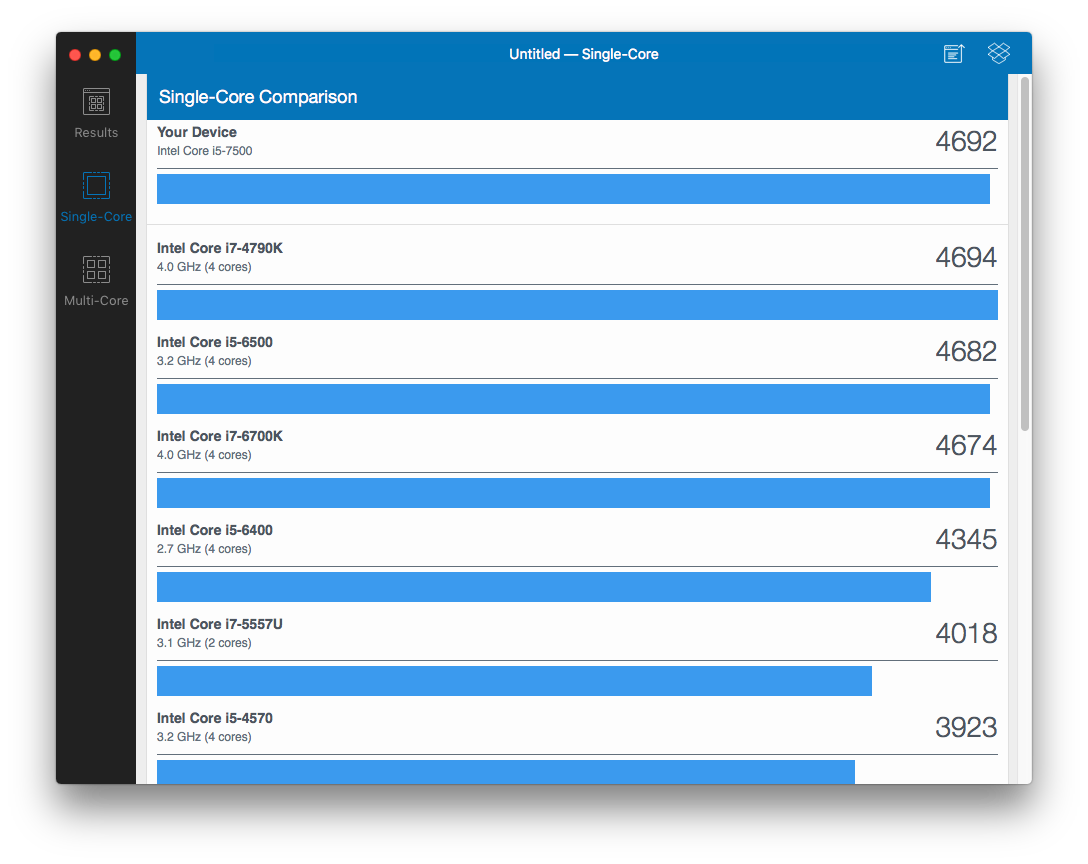 Untitled — Single-Core
Results
Single-Core
Multi-Core
Single-Core Comparison
Your Device
Intel Core i5-7500
4692
Intel Core i7-4790K
4.0 GHz (4 cores)
4694
Intel Core i5-6500
3.2 GHz (4 cores)
4682
Intel Core i7-6700K
4.0 GHz (4 cores)
4674
Intel Core i5-6400
2.7 GHz (4 cores)
4345
Intel Core i7-5557U
3.1 GHz (2 cores)
4018
Intel Core i5-4570
3.2 GHz (4 cores)
3923